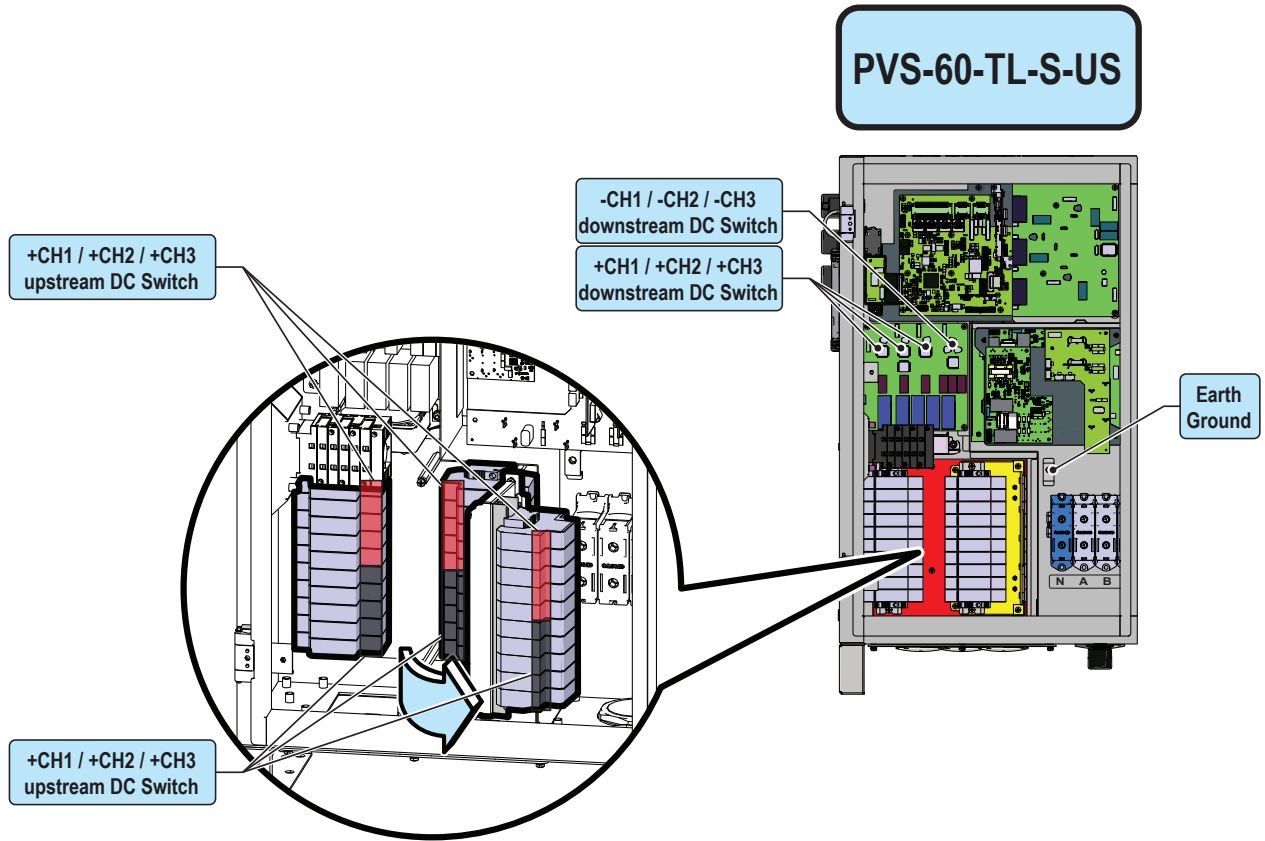 PVS-60-TL-S-US
-CH1 / -CH2 / -CH3
downstream DC Switch
+CH1 / +CH2 / +CH3
downstream DC Switch
+CH1 / +CH2 / +CH3
upstream DC Switch
Earth
Ground
N A B
+CH1 / +CH2 / +CH3
upstream DC Switch